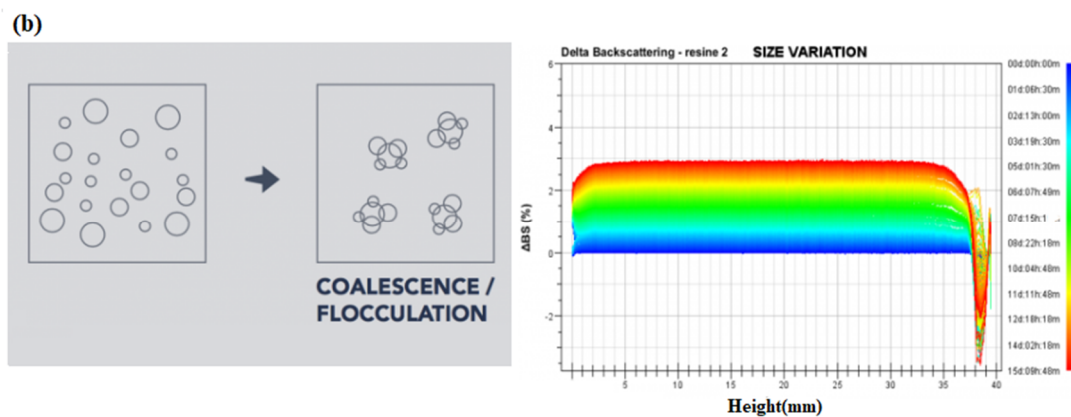 (b)
COALESCENCE /
FLOCCULATION
Delta Backscattering - resine 2 SIZE VARIATION
6
4
2
0
-2
ΔBS (%)
5 10 15 20 25 30 35 40
Height(mm)
00d:00h:00m
01d:06h:30m
02d:13h:00m
03d:19h:30m
05d:01h:30m
06d:07h:49m
07d:15h:1
08d:22h:18m
10d:04h:48m
11d:11h:48m
12d:18h:18m
14d:02h:18m
15d:09h:48m